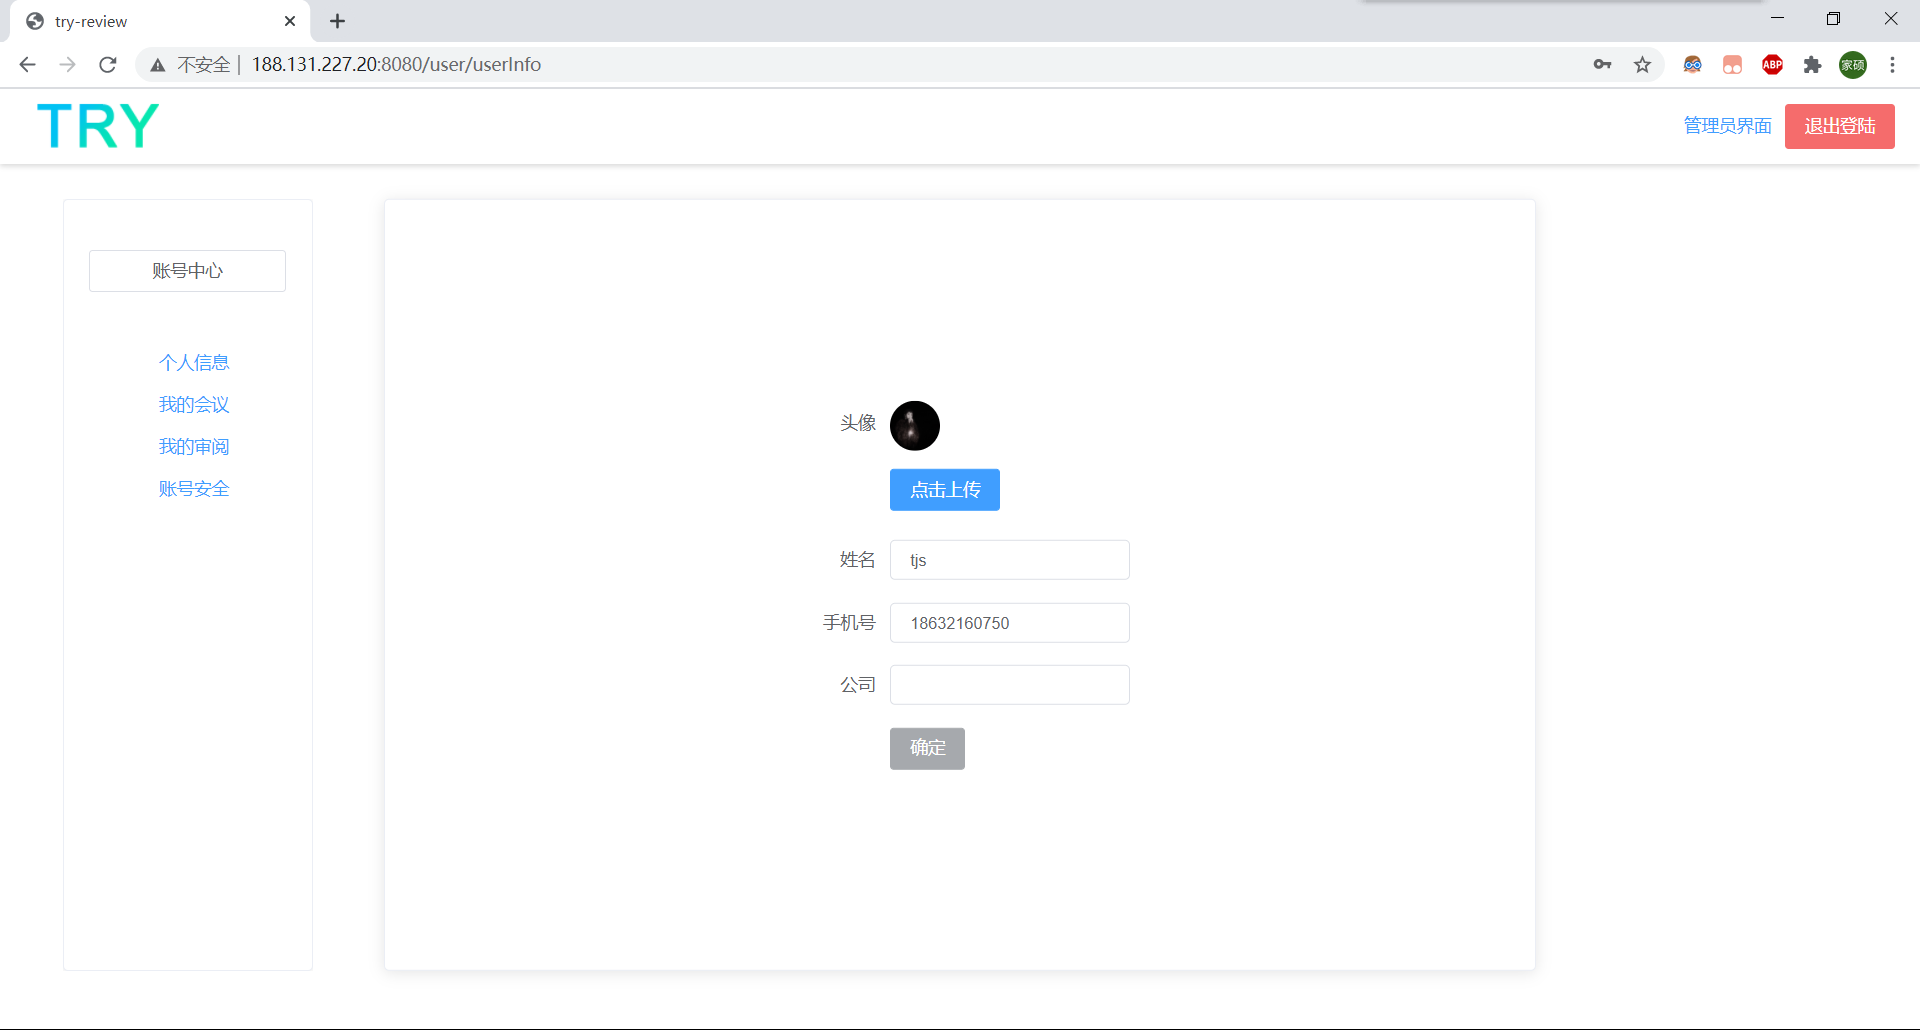 try-review
不安全 | 188.131.227.20:8080/user/userInfo
ABP
家硕
TRY
管理员界面 退出登陆
账号中心
个人信息
我的会议
我的审阅
账号安全
头像
点击上传
姓名 tjs
手机号 18632160750
公司
确定